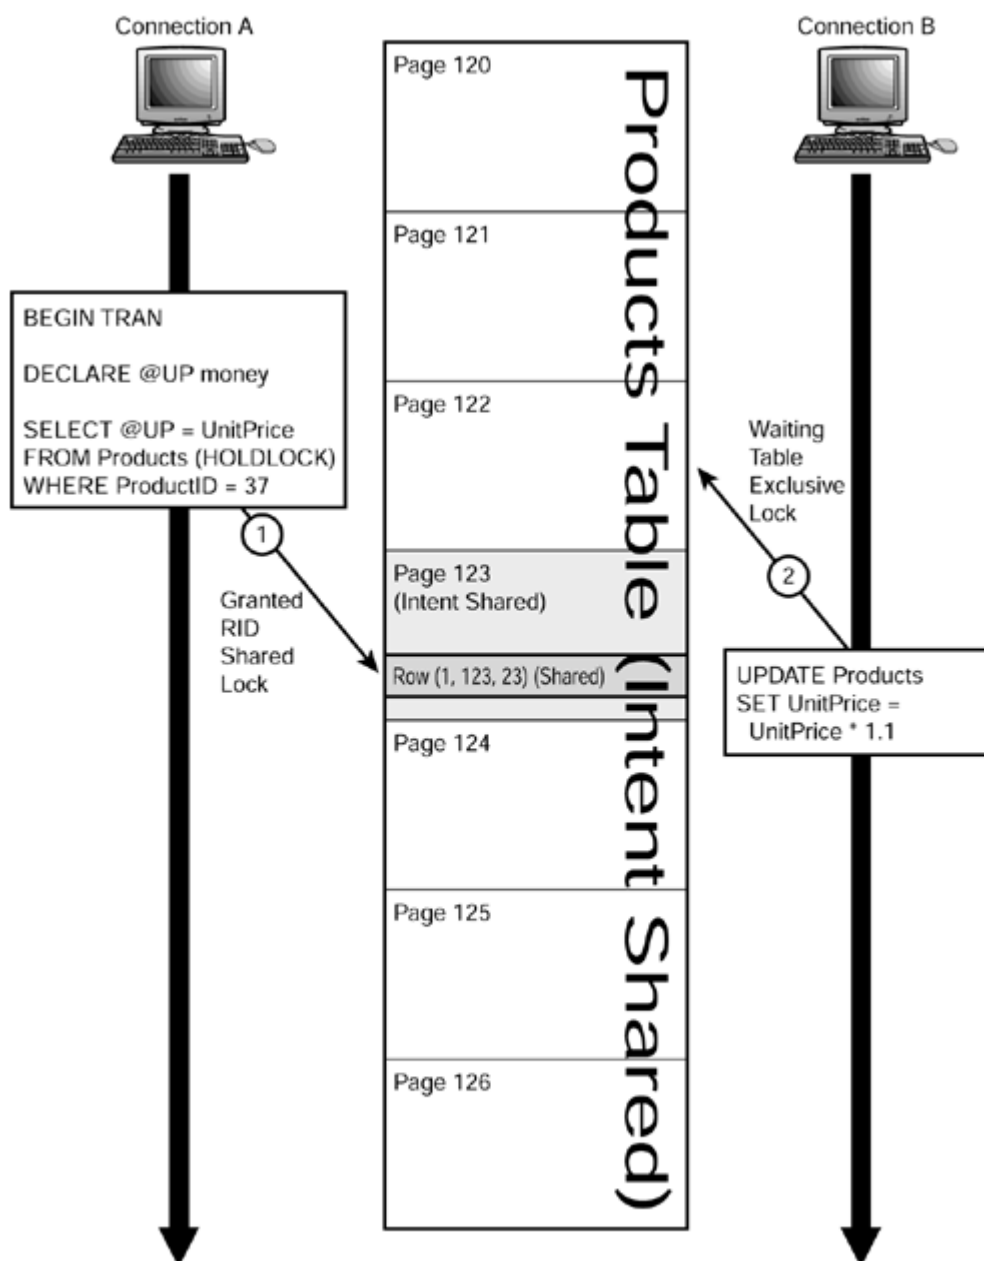 Connection A
Connection B
Page 120
Page 121
Page 122
Page 123
(Intent Shared)
Row (1, 123, 23) (Shared)
Page 124
Page 125
Page 126
Products Table (Intent Shared)
BEGIN TRAN
DECLARE @UP money
SELECT @UP = UnitPrice
FROM Products (HOLDLOCK)
WHERE ProductID = 37
1
Granted
RID
Shared
Lock
Waiting
Table
Exclusive
Lock
2
UPDATE Products
SET UnitPrice =
UnitPrice * 1.1